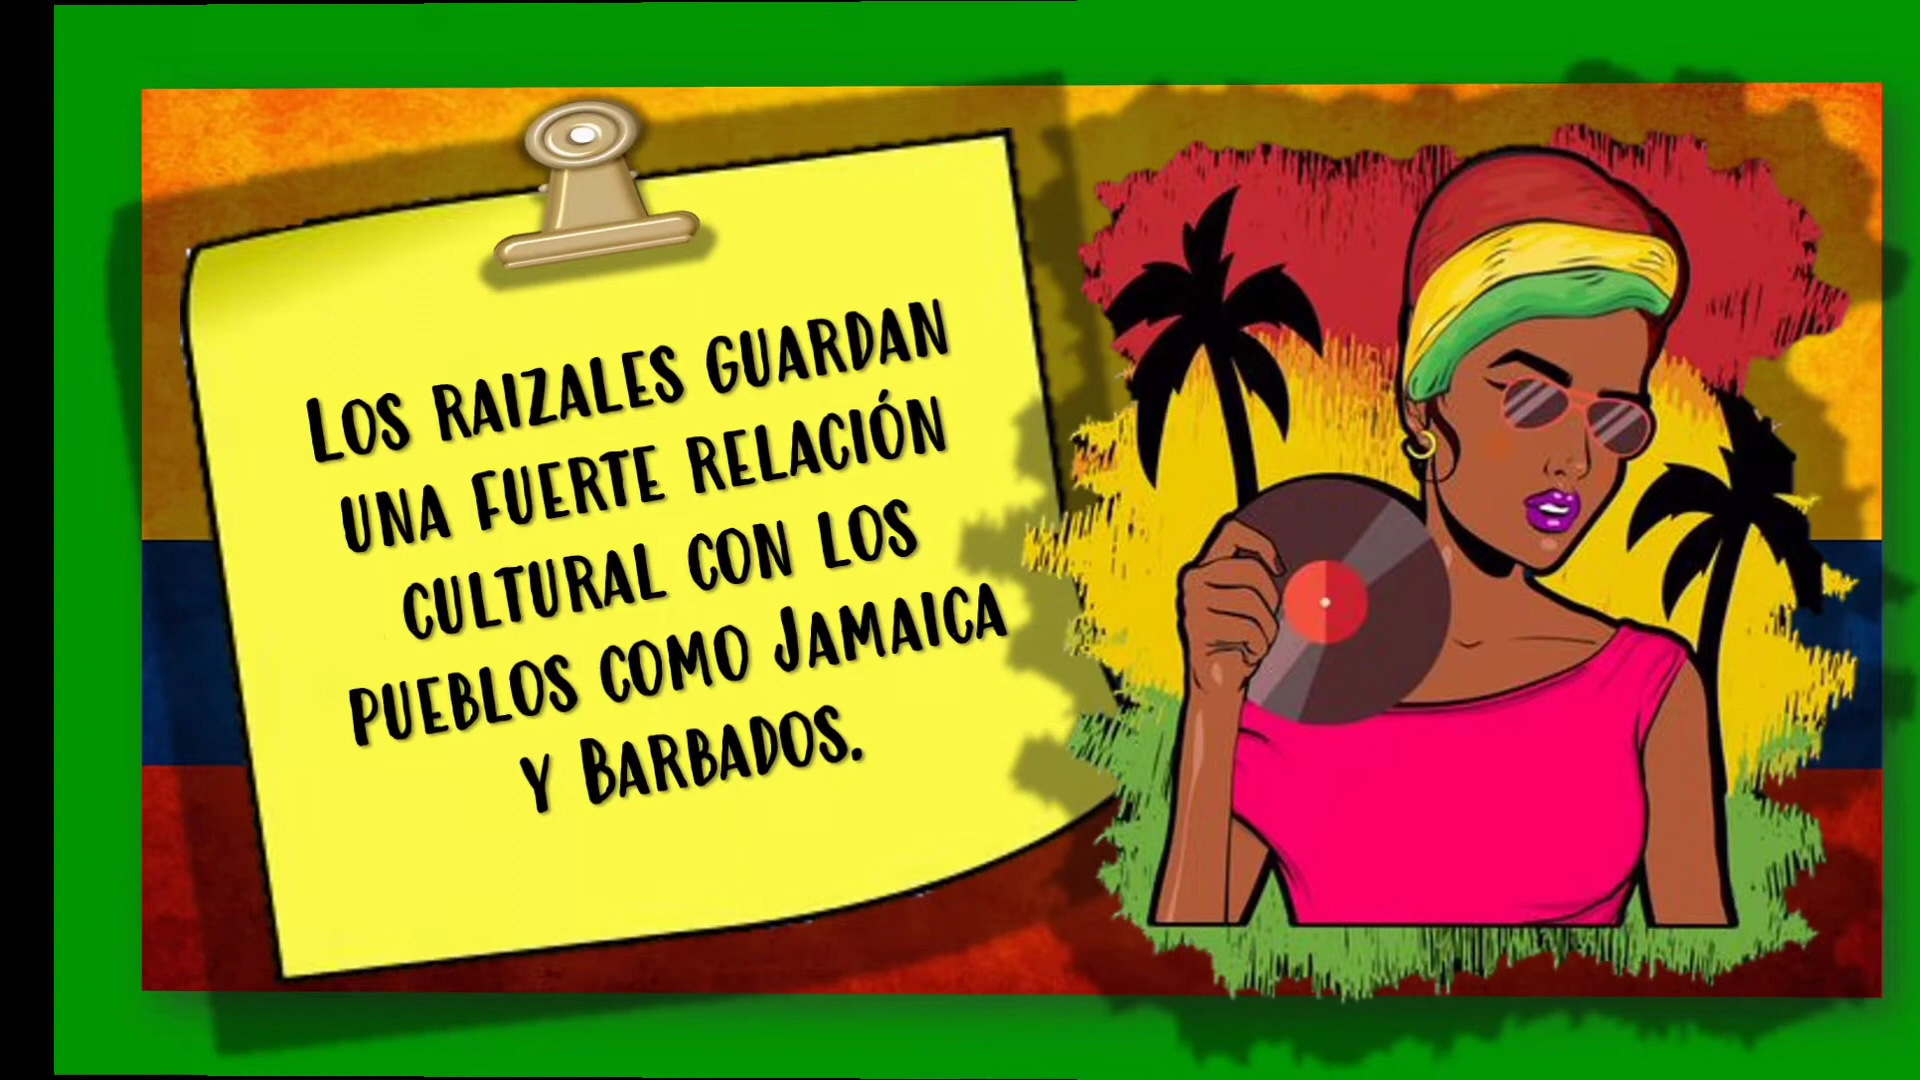 Los raizales guardan
una fuerte relación
cultural con los
pueblos como Jamaica
y Barbados.